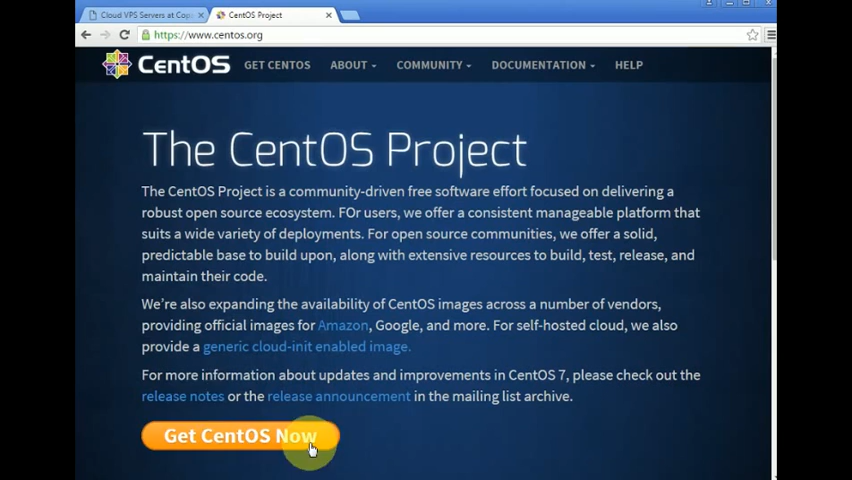 Cloud VPS Servers at Cop
CentOS Project
https://www.centos.org
CentOS GET CENTOS ABOUT COMMUNITY DOCUMENTATION HELP
The CentOS Project
The CentOS Project is a community-driven free software effort focused on delivering a
robust open source ecosystem. FOr users, we offer a consistent manageable platform that
suits a wide variety of deployments. For open source communities, we offer a solid,
predictable base to build upon, along with extensive resources to build, test, release, and
maintain their code.
We're also expanding the availability of CentOS images across a number of vendors,
providing official images for Amazon, Google, and more. For self-hosted cloud, we also
provide a generic cloud-init enabled image.
For more information about updates and improvements in CentOS 7, please check out the
release notes or the release announcement in the mailing list archive.
Get CentOS Now